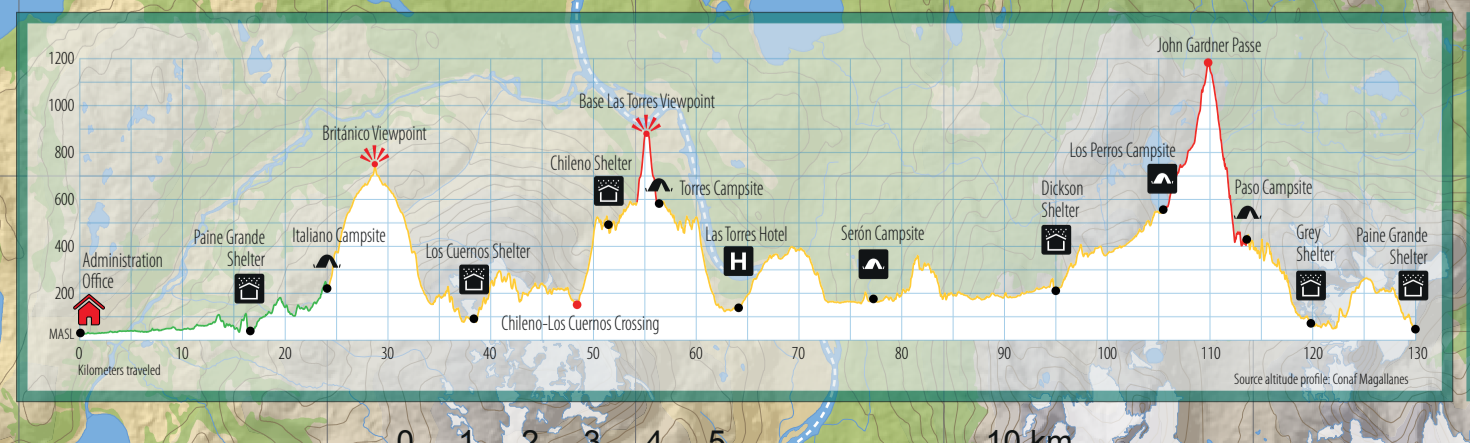 John Gardner Passe
1200
Base Las Torres Viewpoint
1000
Británico Viewpoint
800
Chileno Shelter
Los Perros Campsite
Torres Campsite
Dickson
Shelter
Paso Campsite
600
Paine Grande
Shelter
Italiano Campsite
Las Torres Hotel
H
Serón Campsite
Grey
Shelter
Paine Grande
Shelter
400
Los Cuernos Shelter
Administration
Office
200
Chileno-Los Cuernos Crossing
MASL
0 10 20 30 40 50 60 70 80 90 100 110 120 130
Kilometers traveled
Source altitude profile: Conaf Magallanes
0 1 2 3 4 5 10 km